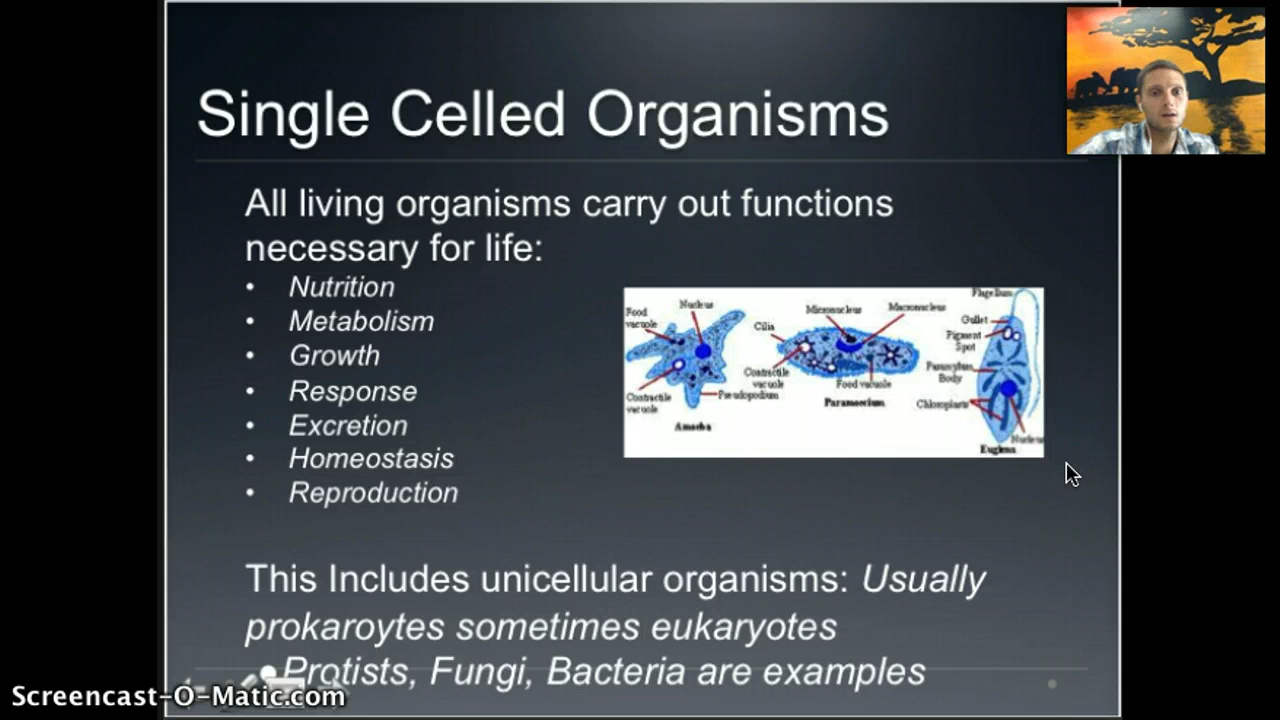 Single Celled Organisms
All living organisms carry out functions
necessary for life:
• Nutrition
• Metabolism
• Growth
• Response
• Excretion
• Homeostasis
• Reproduction
Food
vacuole
Nucleus
Contractile
vacuole
Pseudopodium
Amoeba
Cilia
Micronucleus
Macronucleus
Contractile
vacuole
Food vacuole
Paramoecium
Flagellum
Gullet
Pigment
Spot
Paramylum
Body
Chloroplasts
Nucleus
Euglena
This Includes unicellular organisms: Usually
prokaroytes sometimes eukaryotes
• Protists, Fungi, Bacteria are examples
Screencast-O-Matic.com